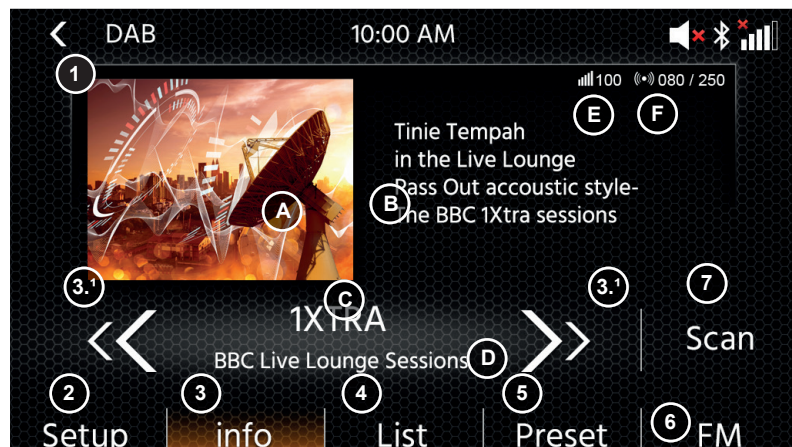 DAB
10:00 AM
1
100 080 / 250
E F
Tinie Tempah
in the Live Lounge
Pass Out accoustic style-
The BBC 1Xtra sessions
A
B
3.¹ C 3.¹ 7
1XTRA
Scan
BBC Live Lounge Sessions D
2 3 4 5 6
Setup info List Preset FM